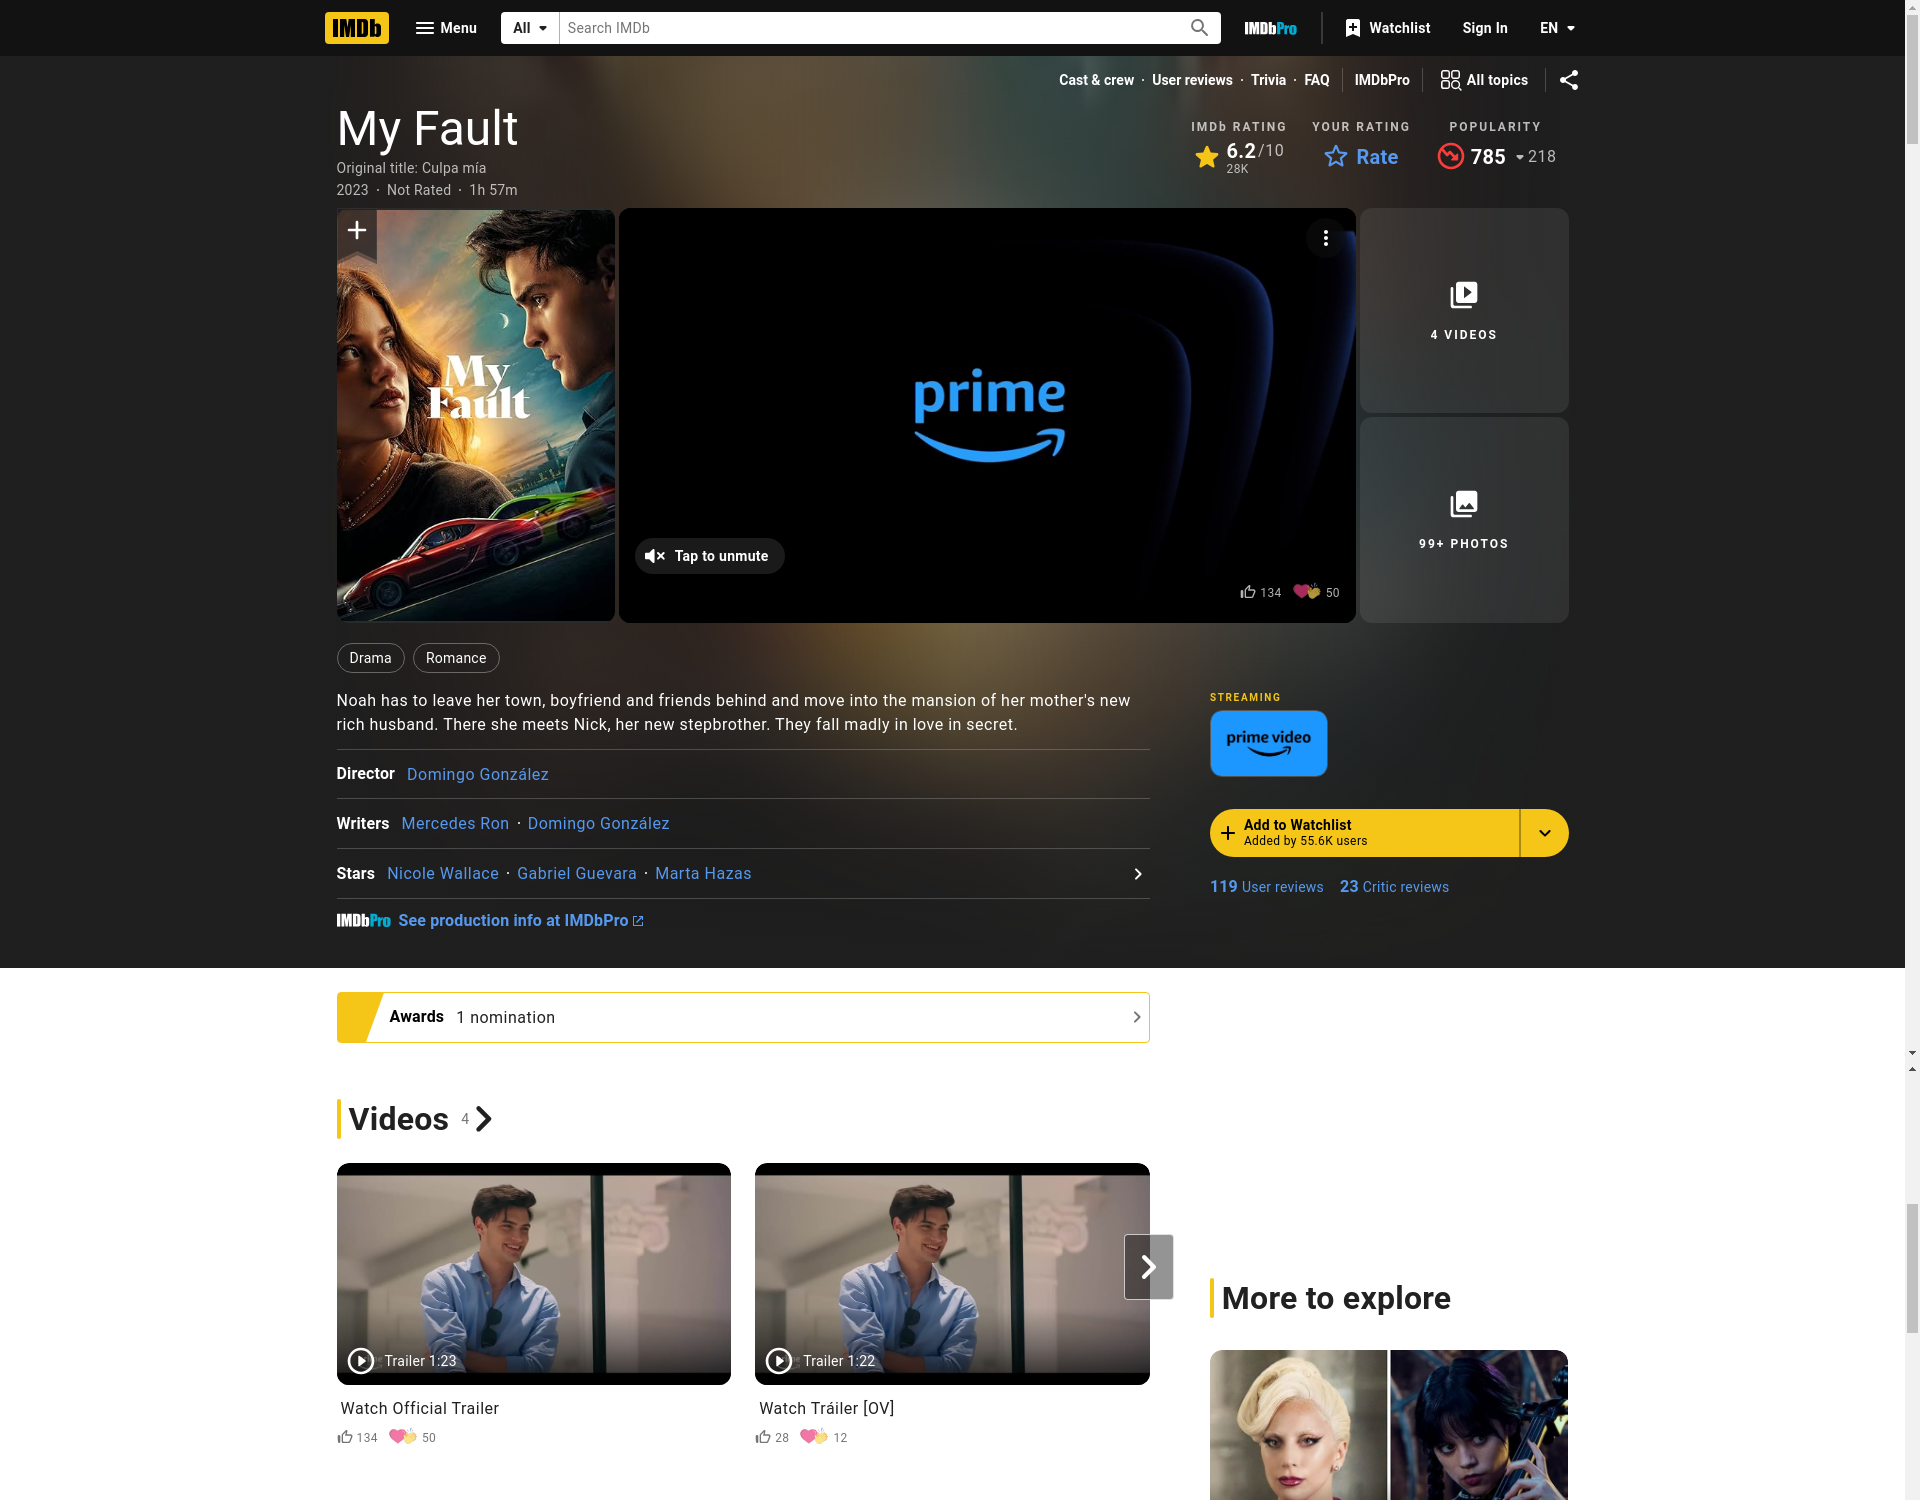 IMDb
Menu
All
Search IMDb
IMDbPro
Watchlist
Sign In
EN
Cast & crew · User reviews · Trivia · FAQ
IMDbPro
All topics
My Fault
Original title: Culpa mía
2023 · Not Rated · 1h 57m
IMDb RATING
6.2/10
28K
YOUR RATING
Rate
POPULARITY
785
218
My
Fault
prime
Tap to unmute
134
50
4 VIDEOS
99+ PHOTOS
Drama
Romance
Noah has to leave her town, boyfriend and friends behind and move into the mansion of her mother's new
rich husband. There she meets Nick, her new stepbrother. They fall madly in love in secret.
Director Domingo González
Writers Mercedes Ron · Domingo González
Stars Nicole Wallace · Gabriel Guevara · Marta Hazas
IMDbPro See production info at IMDbPro
STREAMING
prime video
Add to Watchlist
Added by 55.6K users
119 User reviews 23 Critic reviews
Awards 1 nomination
Videos 4
Trailer 1:23
Watch Official Trailer
134 50
Trailer 1:22
Watch Tráiler [OV]
28 12
More to explore